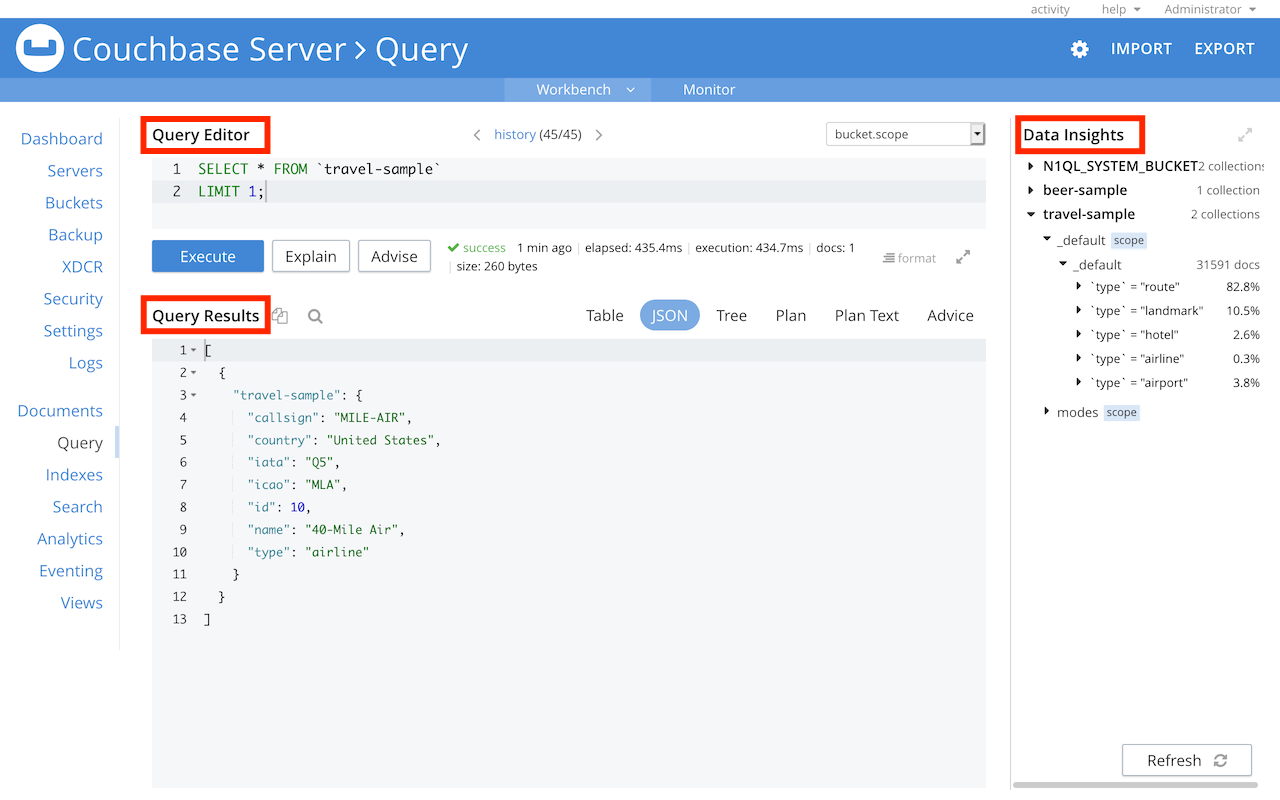 activity help Administrator
Couchbase Server > Query
IMPORT EXPORT
Workbench Monitor
Dashboard
Servers
Buckets
Backup
XDCR
Security
Settings
Logs
Documents
Query
Indexes
Search
Analytics
Eventing
Views
Query Editor
history (45/45)
bucket.scope
1 SELECT * FROM `travel-sample`
2 LIMIT 1;
Execute Explain Advise
success 1 min ago elapsed: 435.4ms execution: 434.7ms docs: 1
size: 260 bytes
format
Query Results
Table JSON Tree Plan Plan Text Advice
1 [
2 {
3 "travel-sample": {
4 "callsign": "MILE-AIR",
5 "country": "United States",
6 "iata": "Q5",
7 "icao": "MLA",
8 "id": 10,
9 "name": "40-Mile Air",
10 "type": "airline"
11 }
12 }
13 ]
Data Insights
N1QL_SYSTEM_BUCKET 2 collections
beer-sample 1 collection
travel-sample 2 collections
_default scope
_default 31591 docs
`type` = "route" 82.8%
`type` = "landmark" 10.5%
`type` = "hotel" 2.6%
`type` = "airline" 0.3%
`type` = "airport" 3.8%
modes scope
Refresh